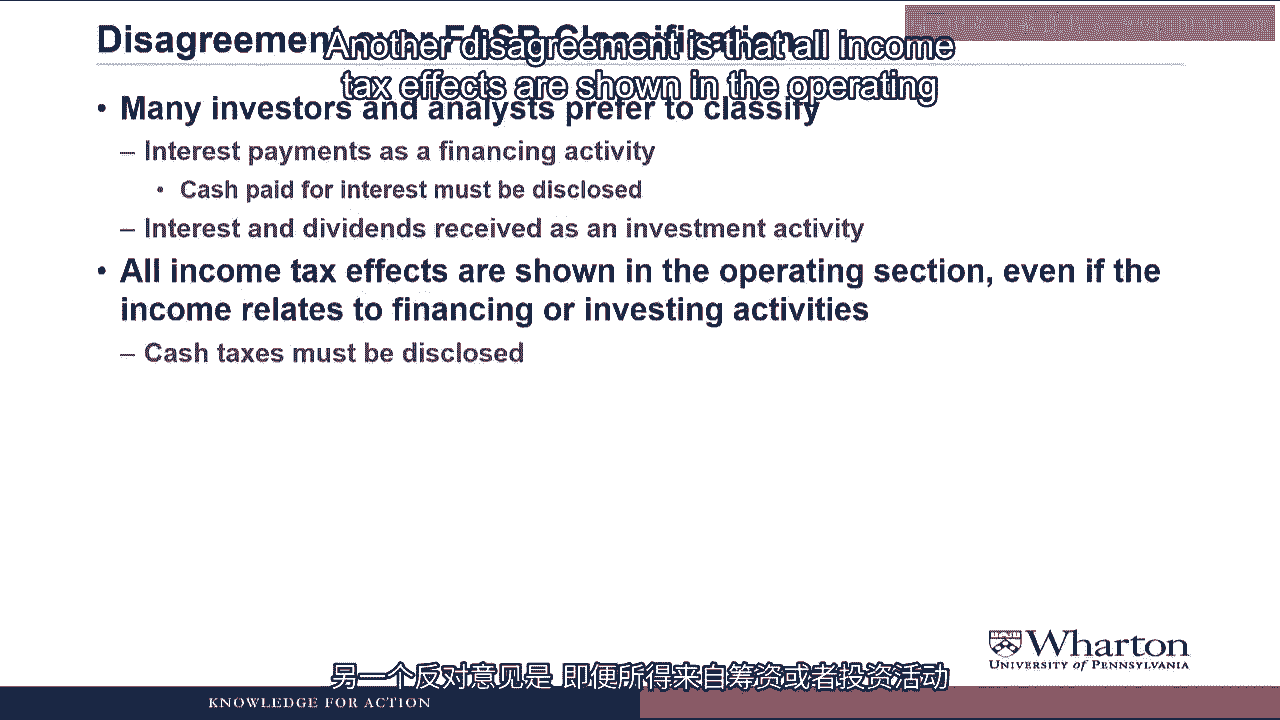 Disagreement over FASB Classification
Another disagreement is that all income
tax effects are shown in the operating
• Many investors and analysts prefer to classify
– Interest payments as a financing activity
• Cash paid for interest must be disclosed
– Interest and dividends received as an investment activity
• All income tax effects are shown in the operating section, even if the
income relates to financing or investing activities
– Cash taxes must be disclosed
Wharton
UNIVERSITY of PENNSYLVANIA
另一个反对意见是 即便所得来自筹资或者投资活动
KNOWLEDGE FOR ACTION